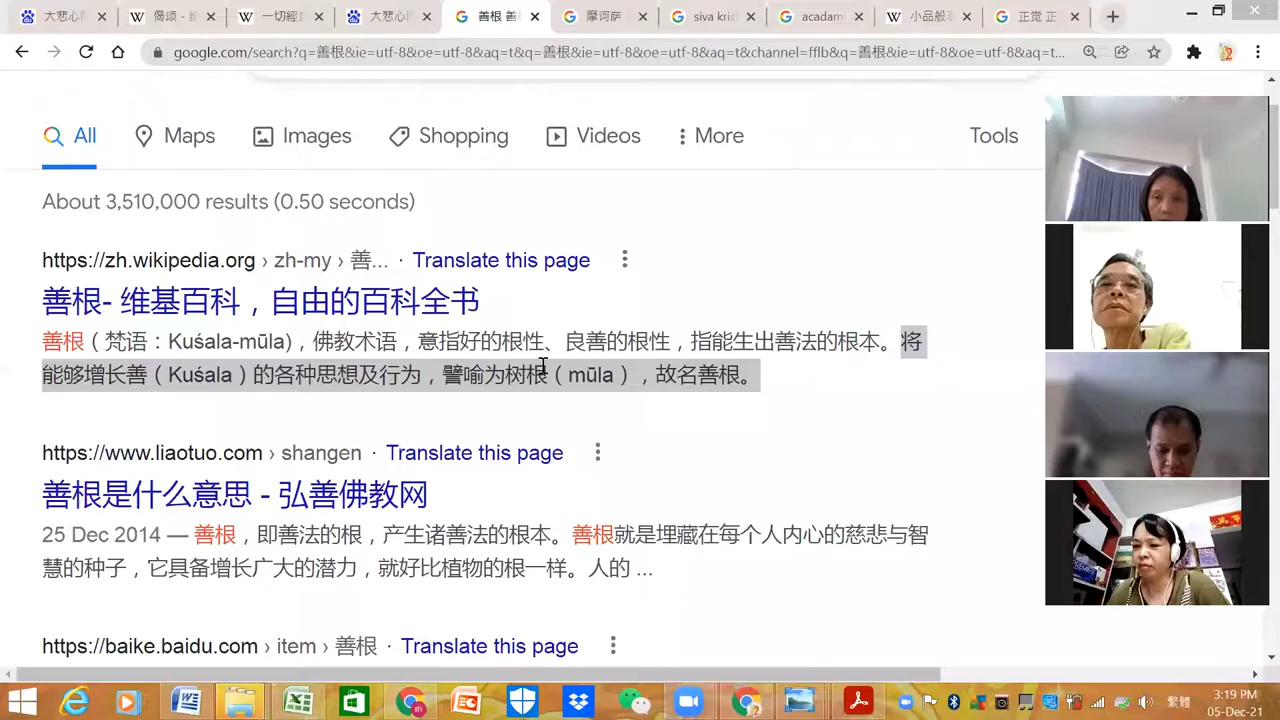 大悲心陀
偈颂 - 维
一切經音
大悲心陀
善根 善
摩诃萨
siva kris
acadami
小品般
正觉 正
google.com/search?q=善根&ie=utf-8&oe=utf-8&aq=t&q=善根&ie=utf-8&oe=utf-8&aq=t&channel=fflb&q=善根&ie=utf-8&oe=utf-8&aq=t...
All Maps Images Shopping Videos More Tools
About 3,510,000 results (0.50 seconds)
https://zh.wikipedia.org › zh-my › 善... · Translate this page
善根- 维基百科，自由的百科全书
善根（梵语：Kuśala-mūla)，佛教术语，意指好的根性、良善的根性，指能生出善法的根本。将
能够增长善（Kuśala）的各种思想及行为，譬喻为树根（mūla），故名善根。
https://www.liaotuo.com › shangen · Translate this page
善根是什么意思 - 弘善佛教网
25 Dec 2014 — 善根，即善法的根，产生诸善法的根本。善根就是埋藏在每个人内心的慈悲与智
慧的种子，它具备增长广大的潜力，就好比植物的根一样。人的 ...
https://baike.baidu.com › item › 善根 · Translate this page
繁體
3:19 PM
05-Dec-21